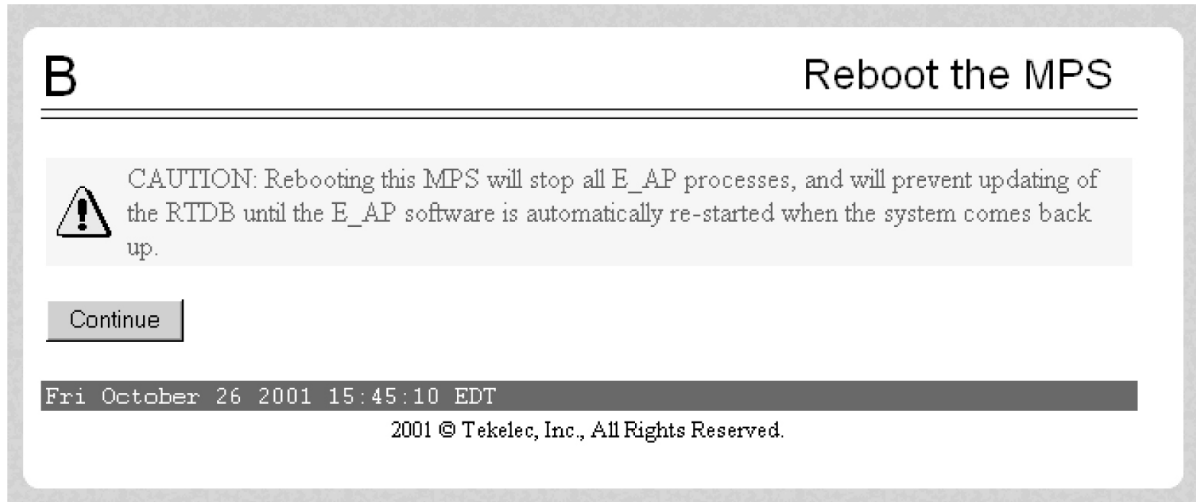 B
Reboot the MPS
CAUTION: Rebooting this MPS will stop all E_AP processes, and will prevent updating of
the RTDB until the E_AP software is automatically re-started when the system comes back
up.
Continue
Fri October 26 2001 15:45:10 EDT
2001 © Tekelec, Inc., All Rights Reserved.